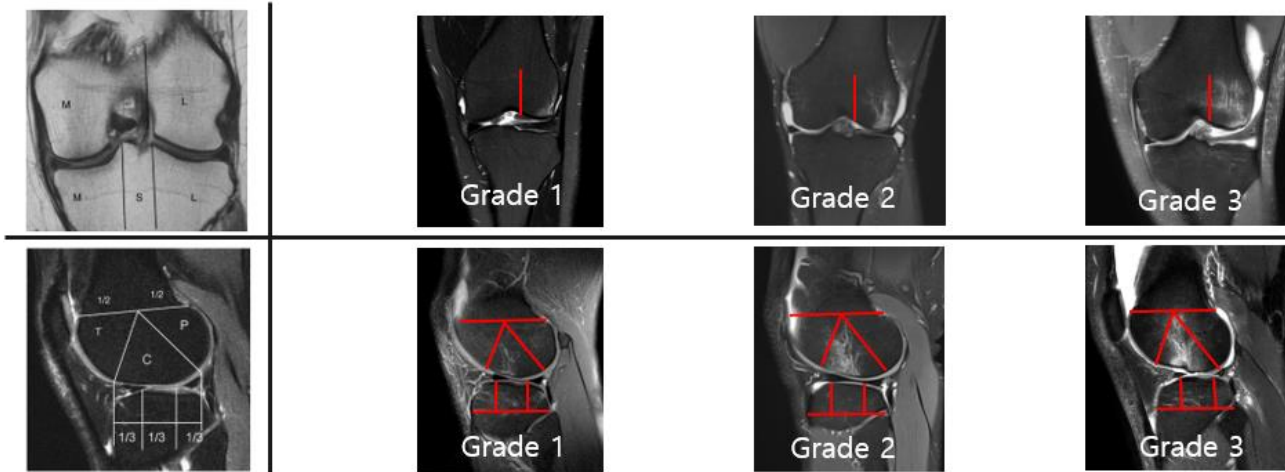 M L
M S L
Grade 1
Grade 2
Grade 3
1/2 1/2
T P
C
1/3 1/3 1/3
Grade 1
Grade 2
Grade 3